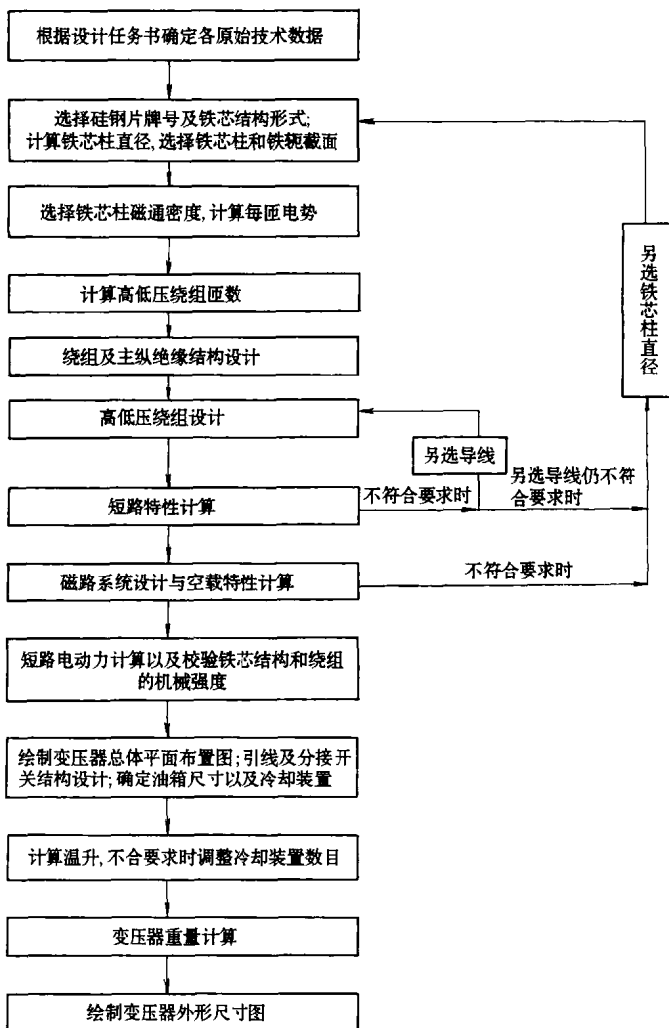 根据设计任务书确定各原始技术数据
选择硅钢片牌号及铁芯结构形式;
计算铁芯柱直径,选择铁芯柱和铁轭截面
选择铁芯柱磁通密度,计算每匝电势
计算高低压绕组匝数
绕组及主纵绝缘结构设计
高低压绕组设计
另选导线
另选铁芯柱直径
短路特性计算
不符合要求时
另选导线仍不符
合要求时
磁路系统设计与空载特性计算
不符合要求时
短路电动力计算以及校验铁芯结构和绕组
的机械强度
绘制变压器总体平面布置图;引线及分接开
关结构设计;确定油箱尺寸以及冷却装置
计算温升,不合要求时调整冷却装置数目
变压器重量计算
绘制变压器外形尺寸图